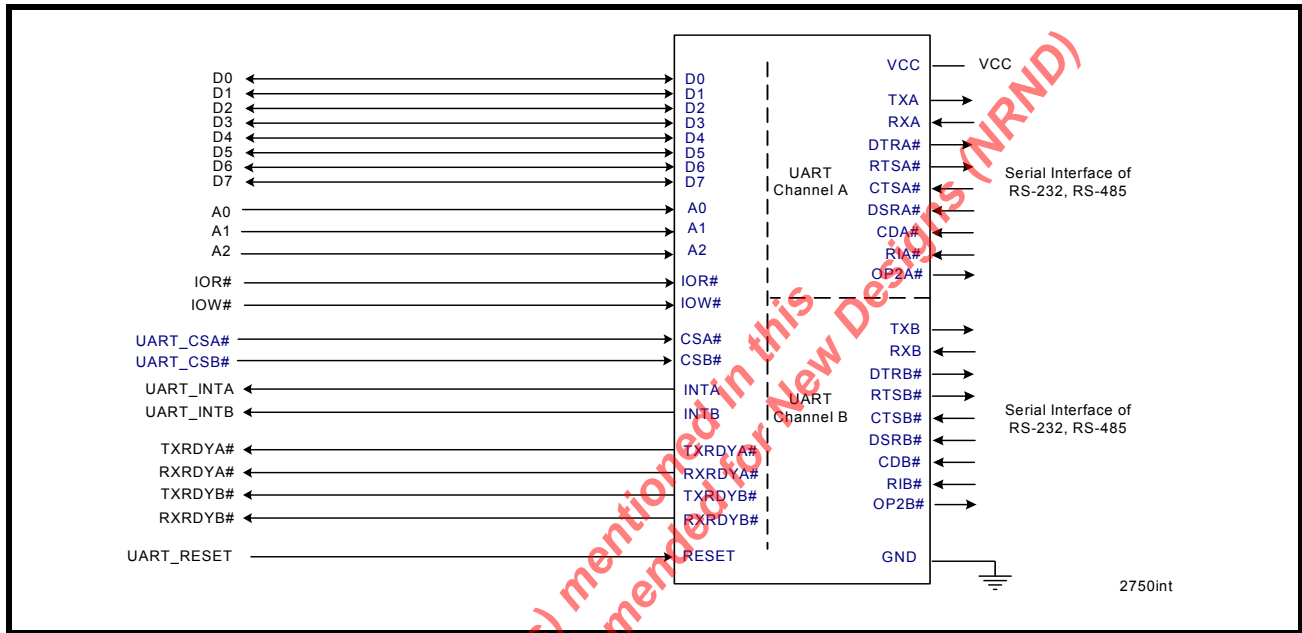 D0 D0
D1 D1
D2 D2
D3 D3
D4 D4
D5 D5
D6 D6
D7 D7
A0 A0
A1 A1
A2 A2
IOR# IOR#
IOW# IOW#
UART_CSA# CSA#
UART_CSB# CSB#
UART_INTA INTA
UART_INTB INTB
TXRDYA# TXRDYA#
RXRDYA# RXRDYA#
TXRDYB# TXRDYB#
RXRDYB# RXRDYB#
UART_RESET RESET
UART
Channel A
UART
Channel B
VCC VCC
TXA
RXA
DTRA#
RTSA#
CTSA#
DSRA#
CDA#
RIA#
OP2A#
Serial Interface of
RS-232, RS-485
TXB
RXB
DTRB#
RTSB#
CTSB#
DSRB#
CDB#
RIB#
OP2B#
Serial Interface of
RS-232, RS-485
GND
2750int
) mentioned in this
mended for New Designs (NRND)